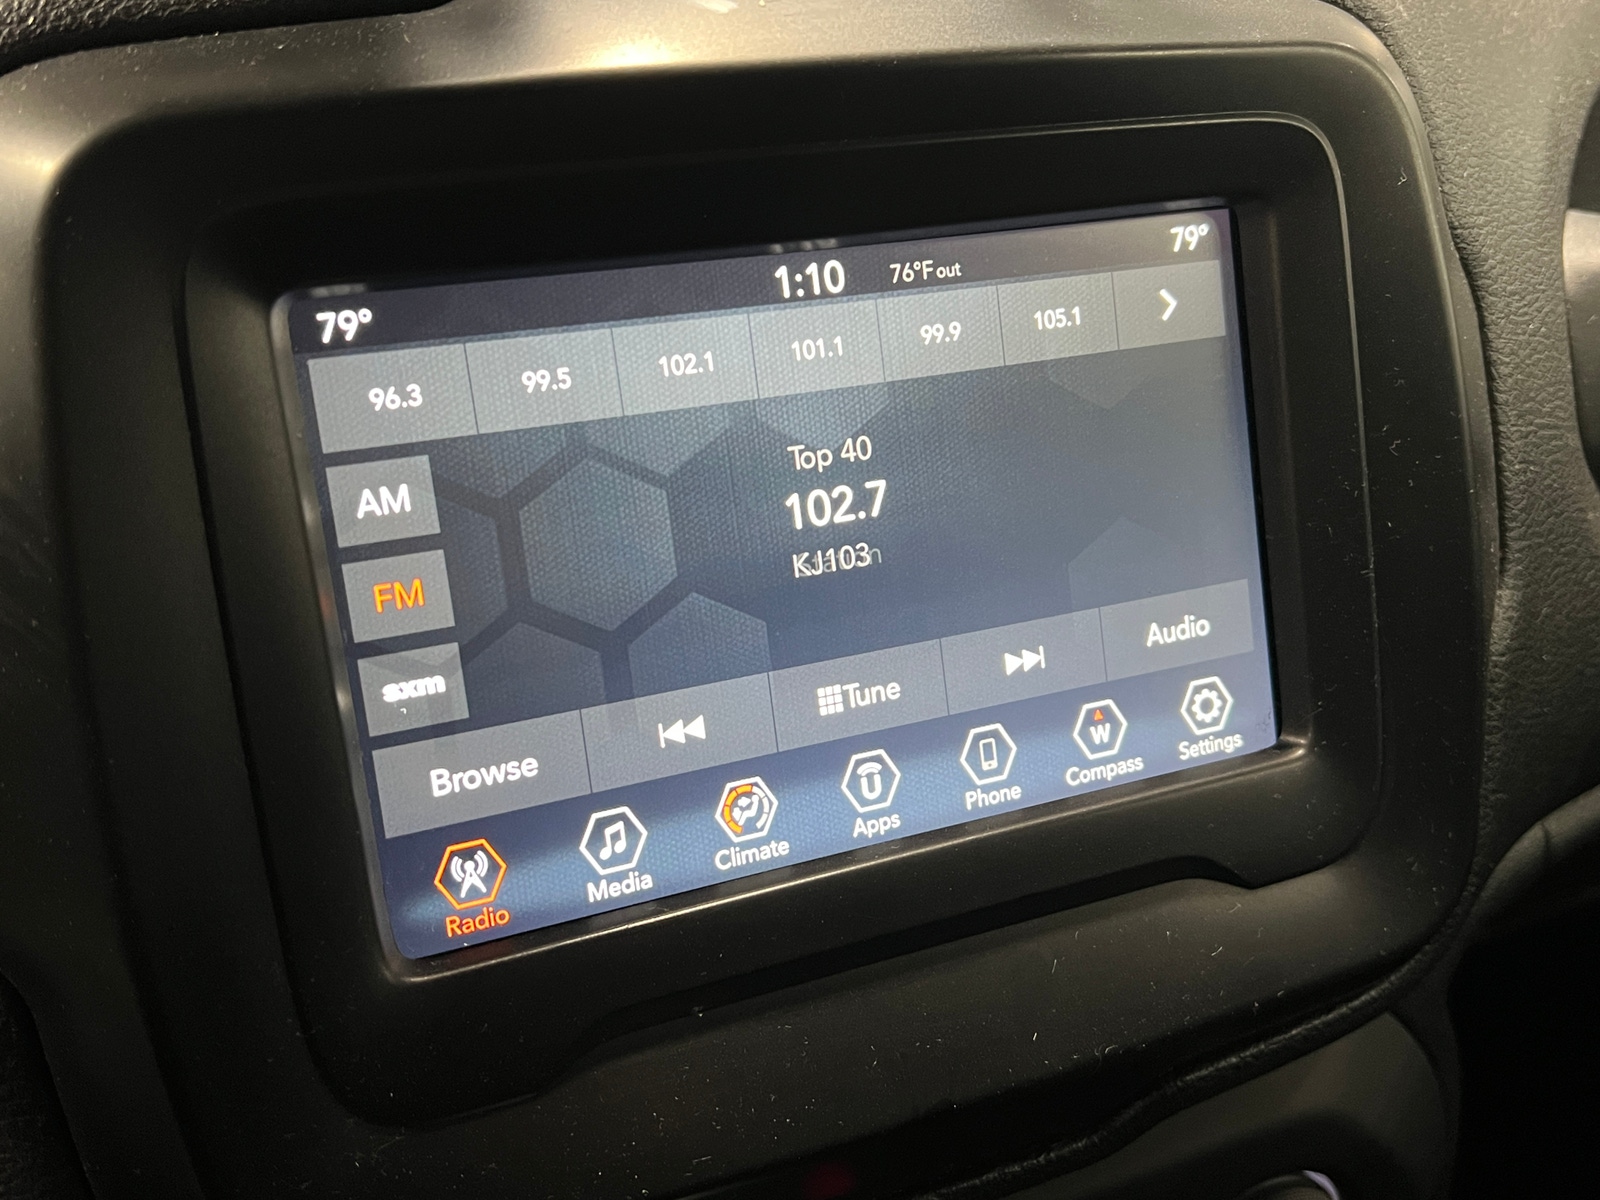 79° 1:10 76°F out 79°
96.3 99.5 102.1 101.1 99.9 105.1
AM
FM
sxm
Top 40
102.7
KJ103
Browse Tune Audio
Radio Media Climate Apps Phone W Compass Settings